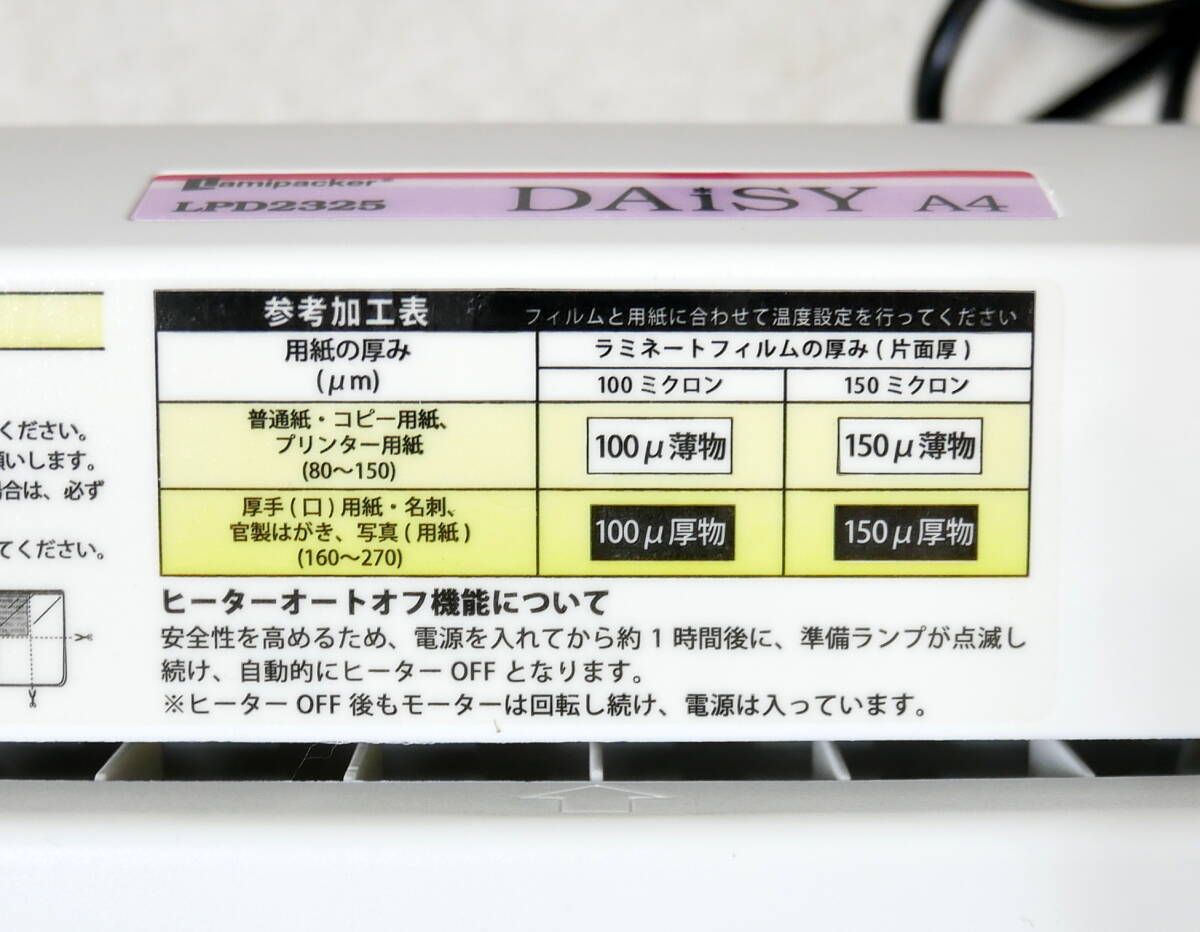 Lamipacker®
LPD2325 DAiSY A4
ください。
願いします。
場合は、必ず
てください。
参考加工表 フィルムと用紙に合わせて温度設定を行ってください
用紙の厚み
(μm)
ラミネートフィルムの厚み(片面厚)
100ミクロン 150ミクロン
普通紙・コピー用紙、
プリンター用紙
(80〜150)
100μ薄物 150μ薄物
厚手(口)用紙・名刺、
官製はがき、写真(用紙)
(160〜270)
100μ厚物 150μ厚物
ヒーターオートオフ機能について
安全性を高めるため、電源を入れてから約1時間後に、準備ランプが点滅し
続け、自動的にヒーターOFFとなります。
※ヒーターOFF後もモーターは回転し続け、電源は入っています。